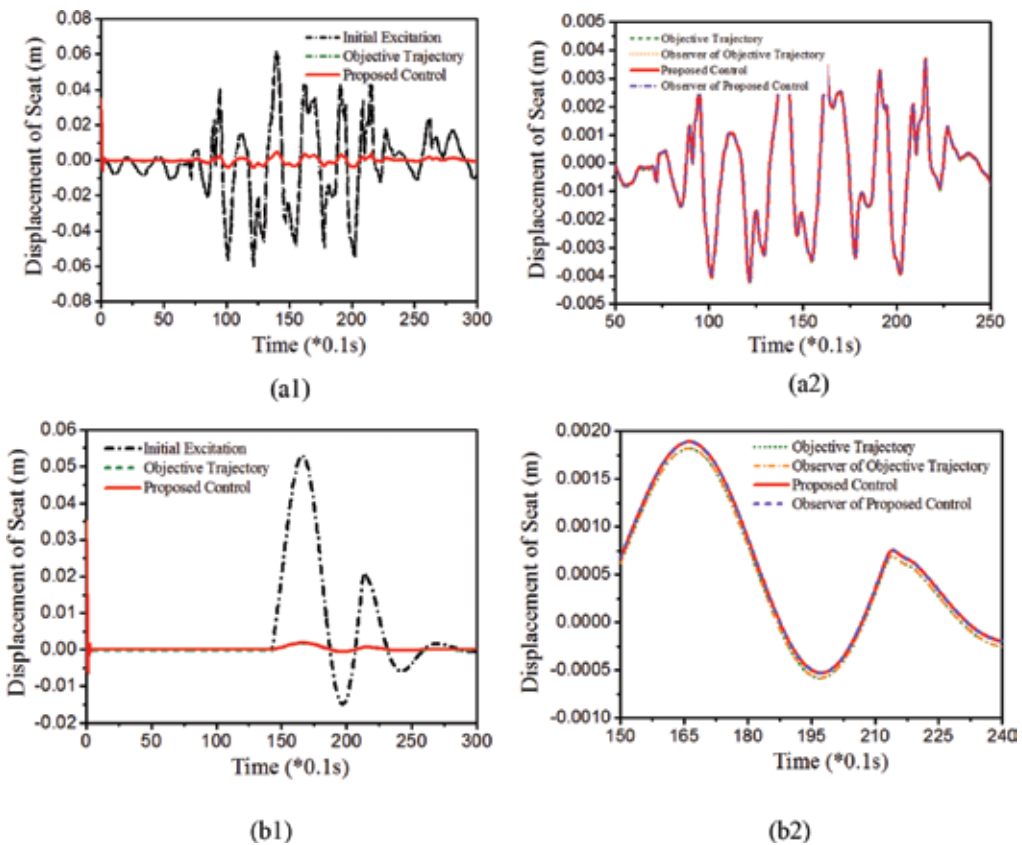 Displacement of Seat (m)
0.08
0.06
0.04
0.02
0.00
-0.02
-0.04
-0.06
-0.08
Initial Excitation
Objective Trajectory
Proposed Control
0
50
100
150
200
250
300
Time (*0.1s)
(a1)
Displacement of Seat (m)
0.005
0.004
0.003
0.002
0.001
0.000
-0.001
-0.002
-0.003
-0.004
-0.005
Objective Trajectory
Observer of Objective Trajectory
Proposed Control
Observer of Proposed Control
50
100
150
200
250
Time (*0.1s)
(a2)
Displacement of Seat (m)
0.06
0.05
0.04
0.03
0.02
0.01
0.00
-0.01
-0.02
Initial Excitation
Objective Trajectory
Proposed Control
0
50
100
150
200
250
300
Time (*0.1s)
(b1)
Displacement of Seat (m)
0.0020
0.0015
0.0010
0.0005
0.0000
-0.0005
-0.0010
Objective Trajectory
Observer of Objective Trajectory
Proposed Control
Observer of Proposed Control
150
165
180
195
210
225
240
Time (*0.1s)
(b2)